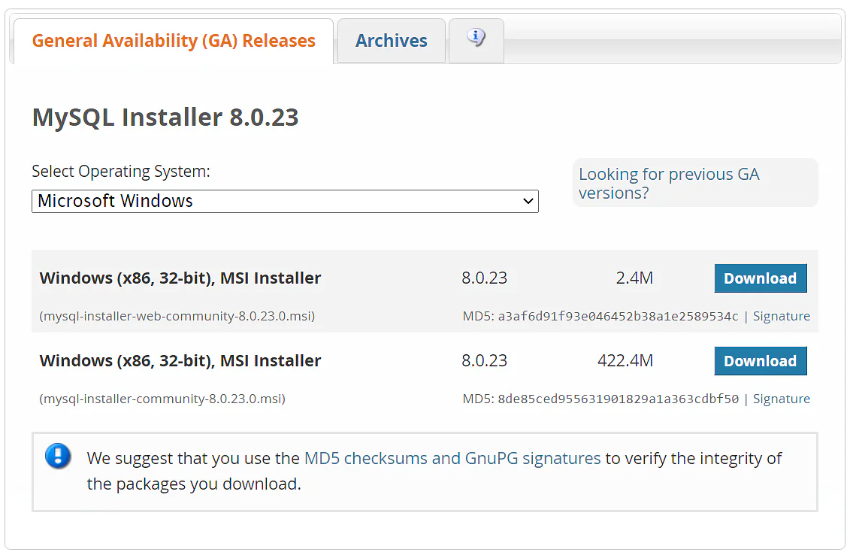 General Availability (GA) Releases
Archives
MySQL Installer 8.0.23
Select Operating System:
Looking for previous GA
versions?
Microsoft Windows
Windows (x86, 32-bit), MSI Installer 8.0.23 2.4M Download
(mysql-installer-web-community-8.0.23.0.msi) MD5: a3af6d91f93e046452b38a1e2589534c | Signature
Windows (x86, 32-bit), MSI Installer 8.0.23 422.4M Download
(mysql-installer-community-8.0.23.0.msi) MD5: 8de85ced955631901829a1a363cdbf50 | Signature
We suggest that you use the MD5 checksums and GnuPG signatures to verify the integrity of
the packages you download.